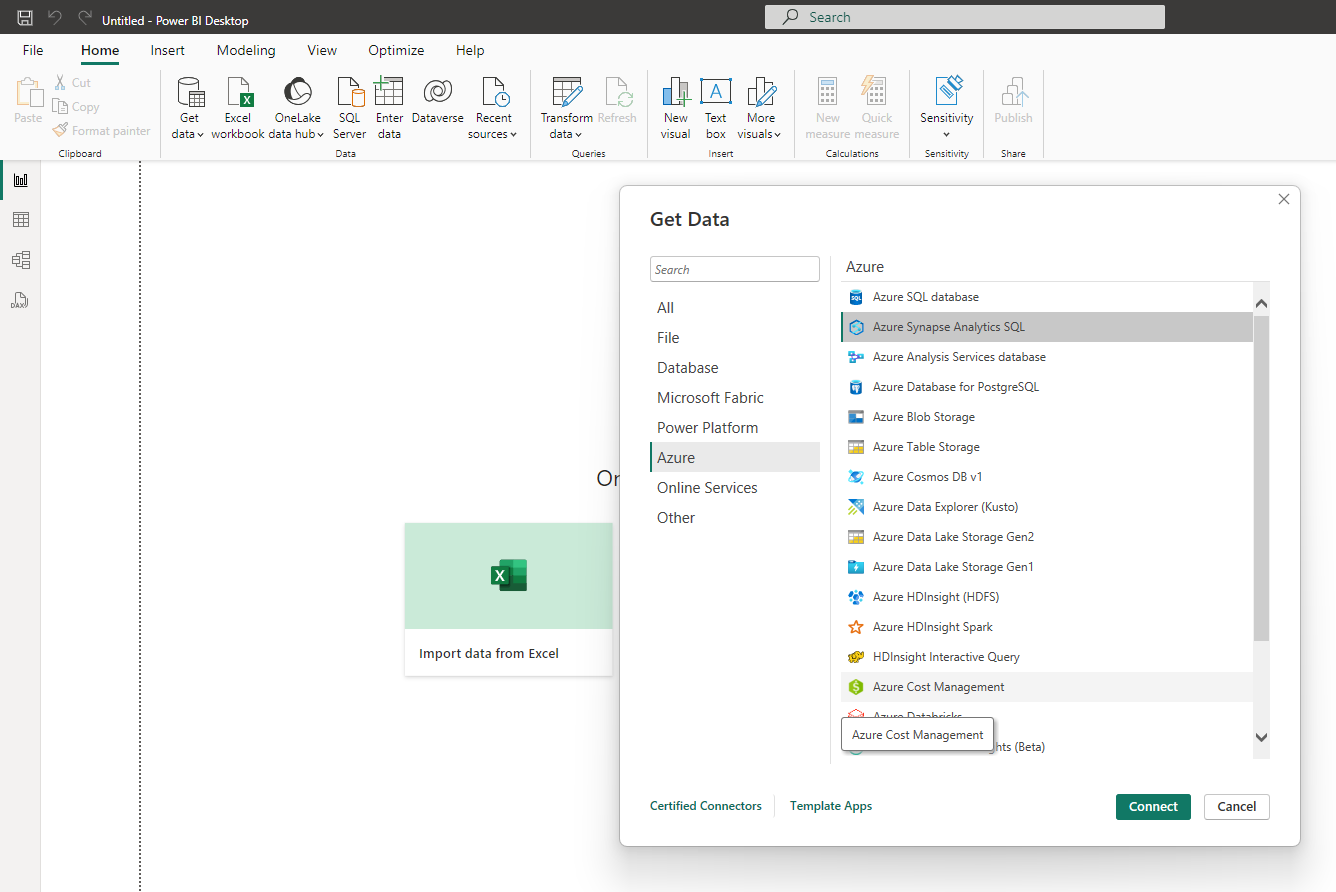 Untitled - Power BI Desktop
Search
File Home Insert Modeling View Optimize Help
Paste
Cut
Copy
Format painter
Clipboard
Get data
Excel workbook
OneLake data hub
SQL Server
Enter data
Dataverse
Recent sources
Data
Transform data
Refresh
Queries
New visual
Text box
More visuals
Insert
New measure
Quick measure
Calculations
Sensitivity
Sensitivity
Publish
Share
DAX
Import data from Excel
Get Data
Search
All
File
Database
Microsoft Fabric
Power Platform
Azure
Online Services
Other
Azure
SQL
Azure SQL database
Azure Synapse Analytics SQL
Azure Analysis Services database
Azure Database for PostgreSQL
Azure Blob Storage
Azure Table Storage
Azure Cosmos DB v1
Azure Data Explorer (Kusto)
Azure Data Lake Storage Gen2
Azure Data Lake Storage Gen1
Azure HDInsight (HDFS)
Azure HDInsight Spark
HDInsight Interactive Query
Azure Cost Management
Azure Databricks
Azure Cost Management
(Beta)
Certified Connectors
Template Apps
Connect
Cancel